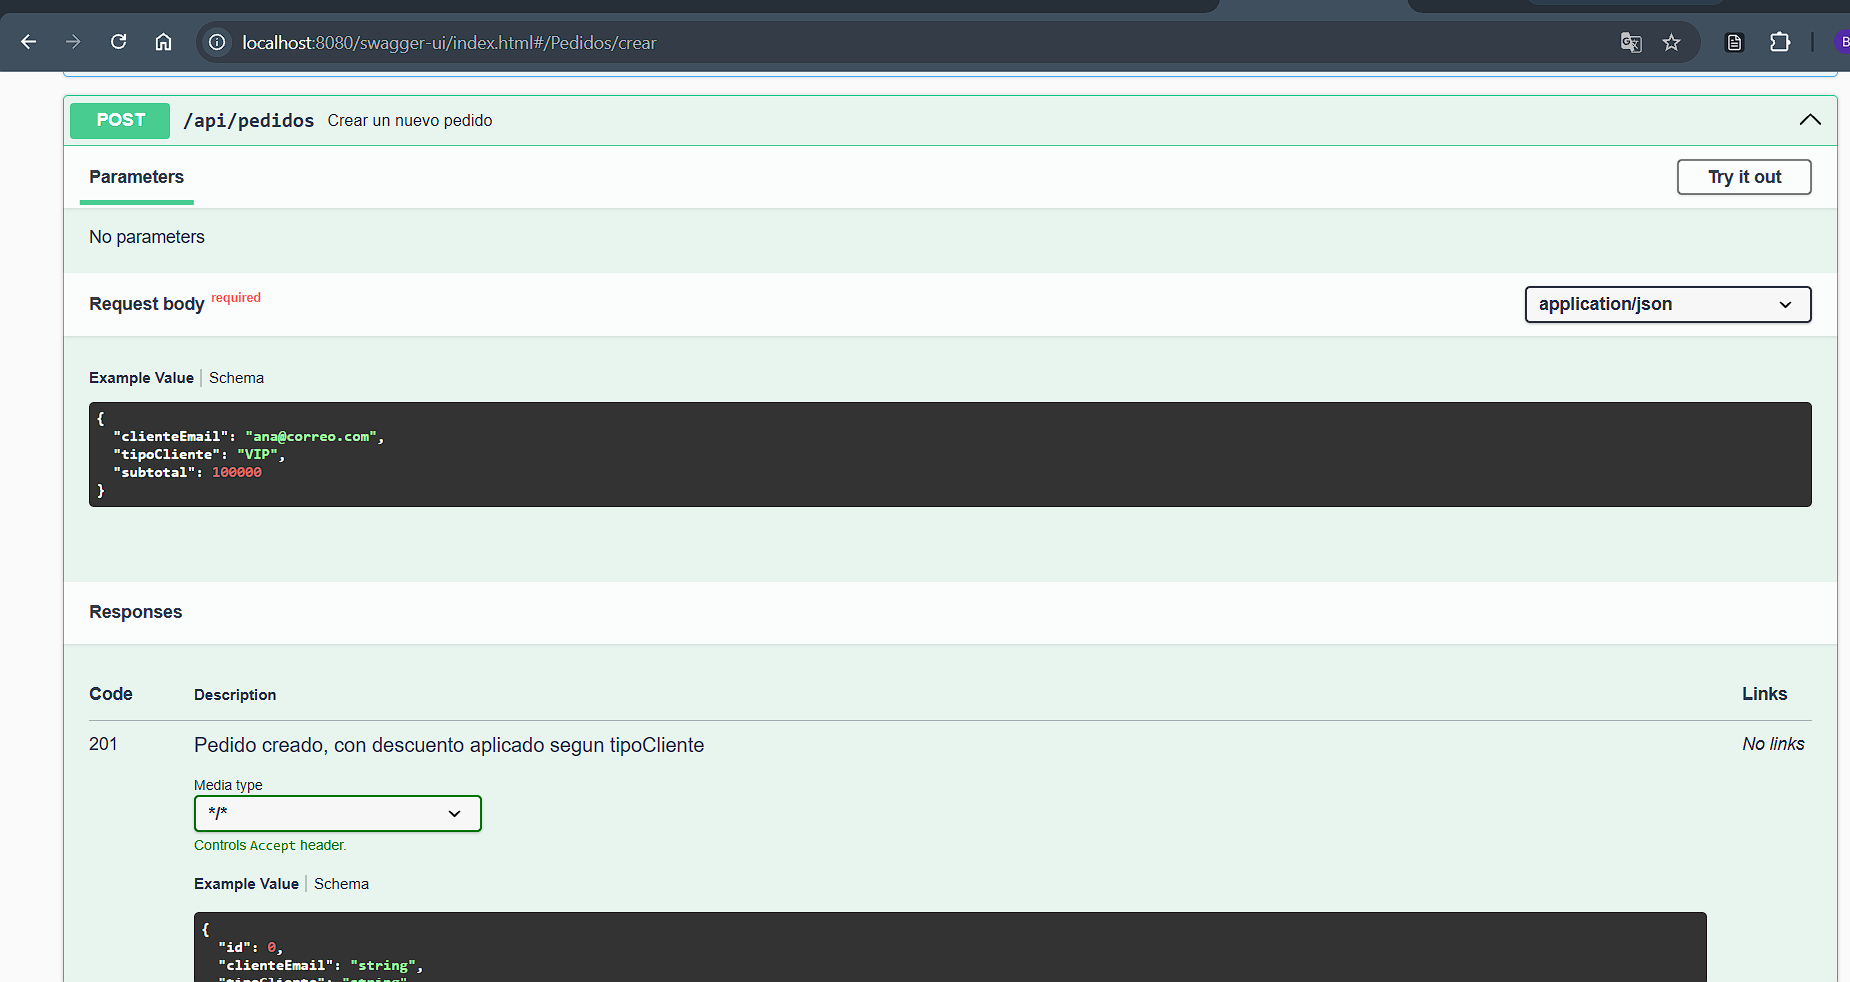 localhost:8080/swagger-ui/index.html#/Pedidos/crear
B
POST /api/pedidos Crear un nuevo pedido
Parameters
Try it out
No parameters
Request body required
application/json
Example Value | Schema
{
"clienteEmail": "ana@correo.com",
"tipoCliente": "VIP",
"subtotal": 100000
}
Responses
Code Description Links
201 Pedido creado, con descuento aplicado segun tipoCliente No links
Media type
*/*
Controls Accept header.
Example Value | Schema
{
"id": 0,
"clienteEmail": "string",
"tipoCliente": "string"